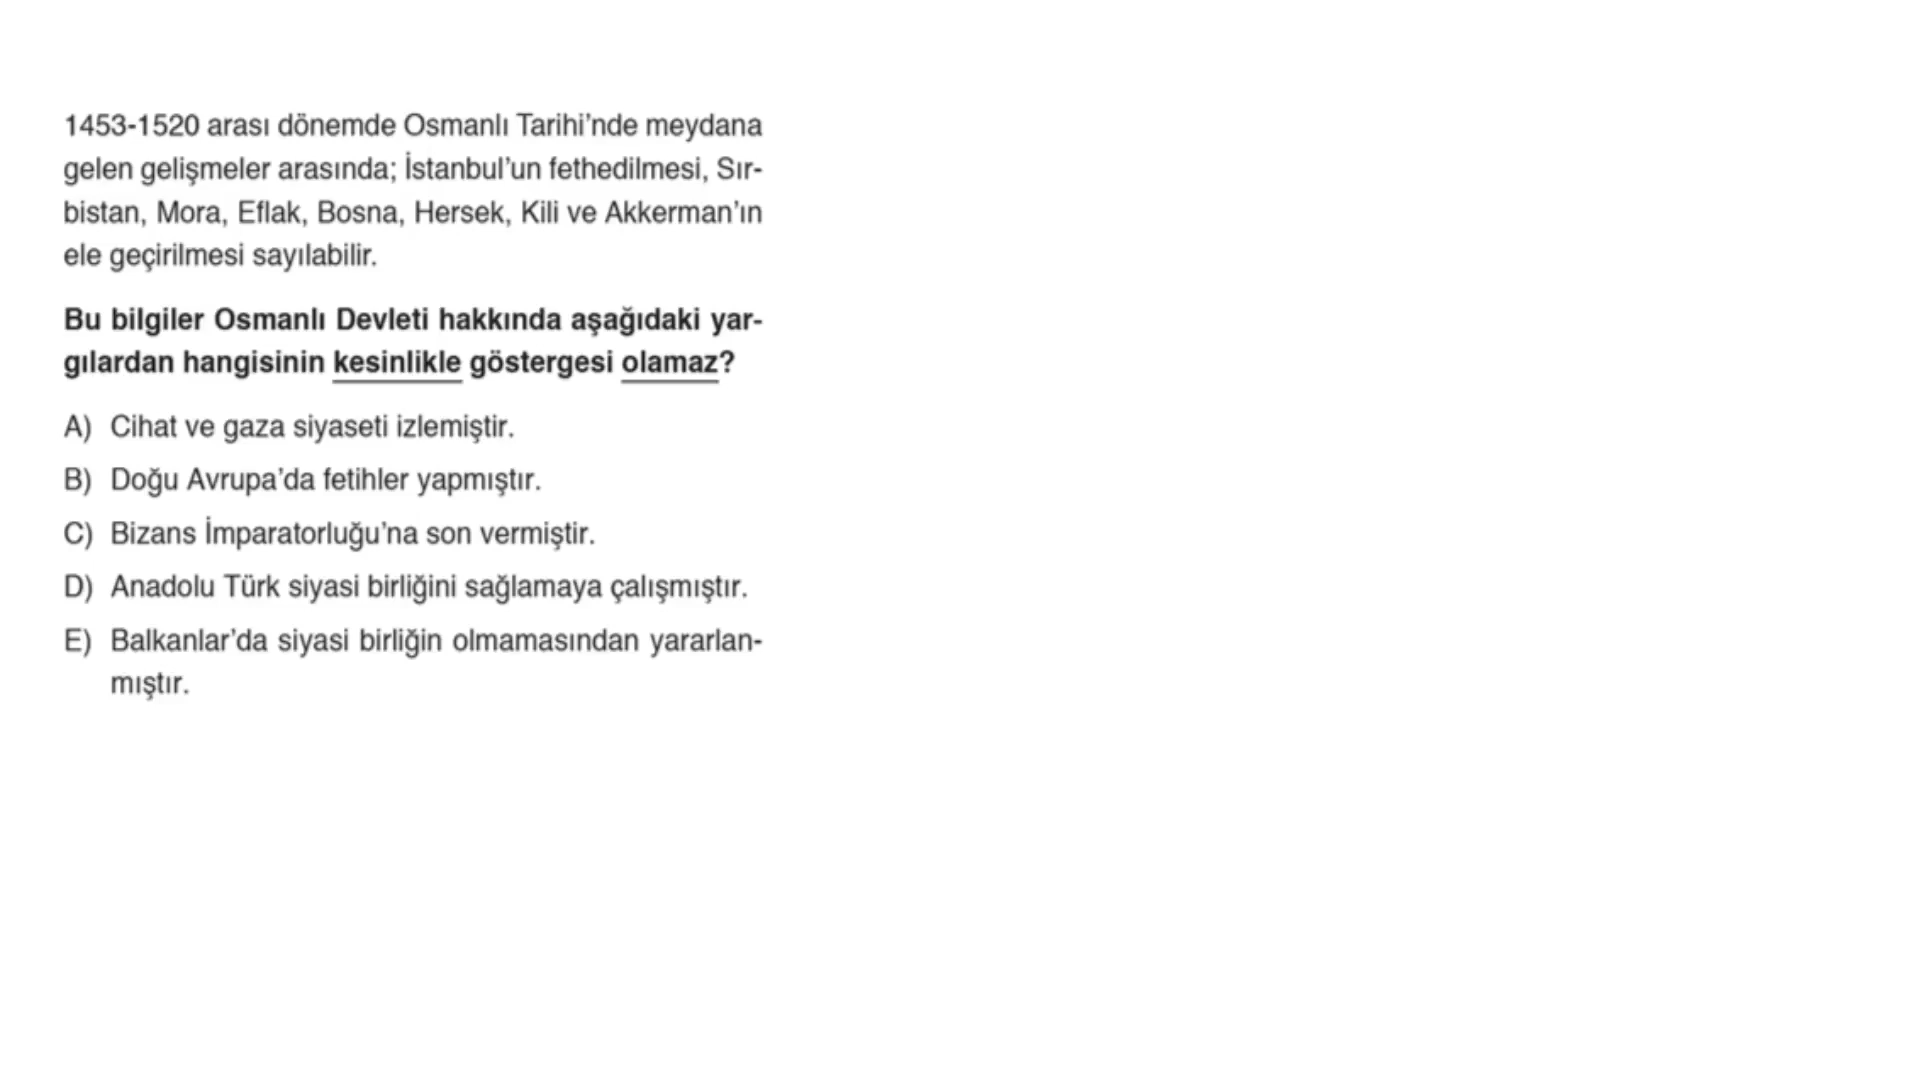 1453-1520 arası dönemde Osmanlı Tarihi’nde meydana
gelen gelişmeler arasında; İstanbul’un fethedilmesi, Sır-
bistan, Mora, Eflak, Bosna, Hersek, Kili ve Akkerman’ın
ele geçirilmesi sayılabilir.
Bu bilgiler Osmanlı Devleti hakkında aşağıdaki yar-
gılardan hangisinin kesinlikle göstergesi olamaz?
A) Cihat ve gaza siyaseti izlemiştir.
B) Doğu Avrupa’da fetihler yapmıştır.
C) Bizans İmparatorluğu’na son vermiştir.
D) Anadolu Türk siyasi birliğini sağlamaya çalışmıştır.
E) Balkanlar’da siyasi birliğin olmamasından yararlan-
mıştır.